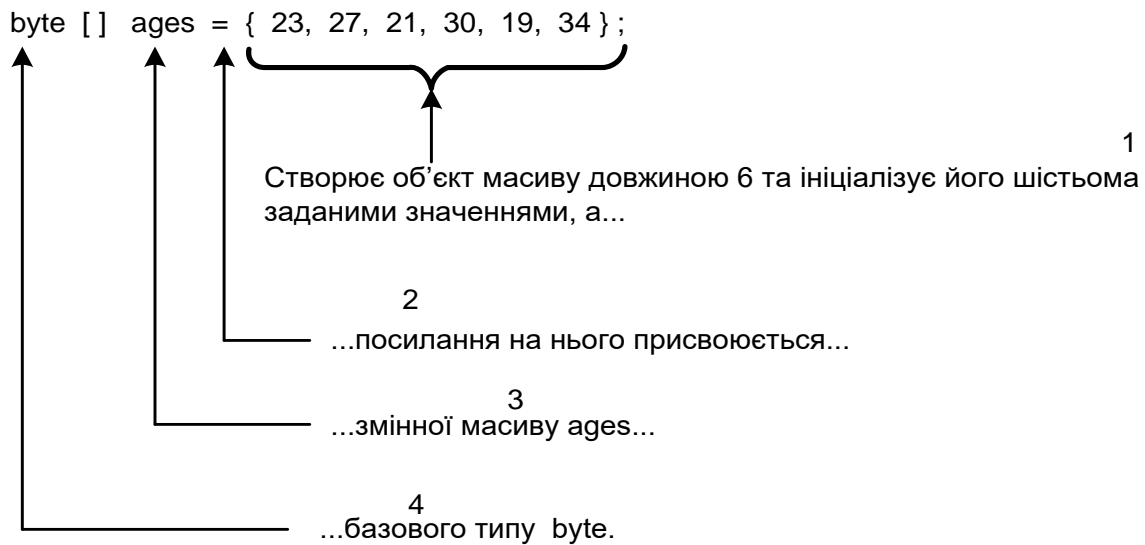 byte [ ] ages = { 23, 27, 21, 30, 19, 34 } ;
1
Створює об’єкт масиву довжиною 6 та ініціалізує його шістьома
заданими значеннями, а...
2
...посилання на нього присвоюється...
3
...змінної масиву ages...
4
...базового типу byte.